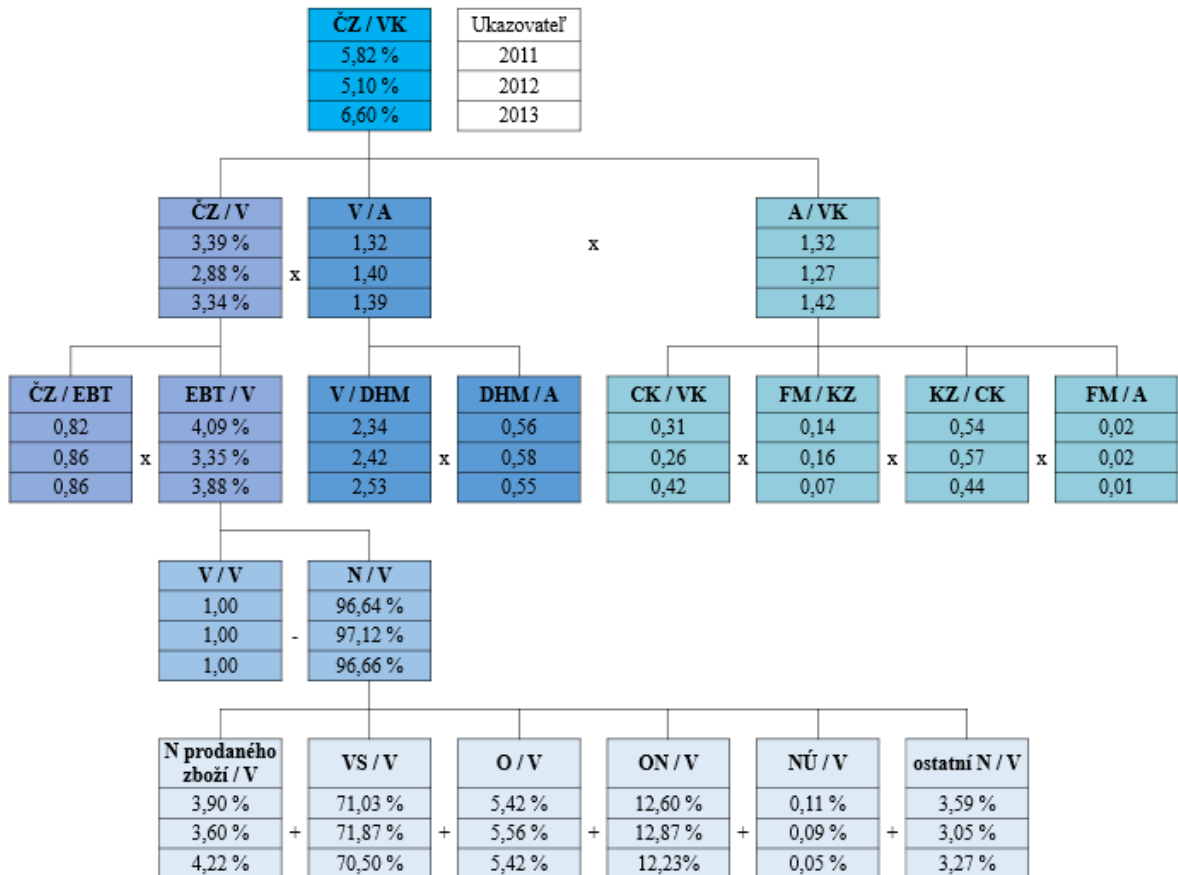 ČZ / VK Ukazovateľ
5,82 % 2011
5,10 % 2012
6,60 % 2013
ČZ / V V / A A / VK
3,39 % 1,32 x 1,32
2,88 % x 1,40 1,27
3,34 % 1,39 1,42
ČZ / EBT EBT / V V / DHM DHM / A CK / VK FM / KZ KZ / CK FM / A
0,82 4,09 % 2,34 0,56 0,31 0,14 0,54 0,02
0,86 x 3,35 % 2,42 x 0,58 0,26 x 0,16 x 0,57 x 0,02
0,86 3,88 % 2,53 0,55 0,42 0,07 0,44 0,01
V / V N / V
1,00 96,64 %
1,00 - 97,12 %
1,00 96,66 %
N prodaného
zboží / V VS / V O / V ON / V NÚ / V ostatní N / V
3,90 % 71,03 % 5,42 % 12,60 % 0,11 % 3,59 %
3,60 % + 71,87 % + 5,56 % + 12,87 % + 0,09 % + 3,05 %
4,22 % 70,50 % 5,42 % 12,23% 0,05 % 3,27 %